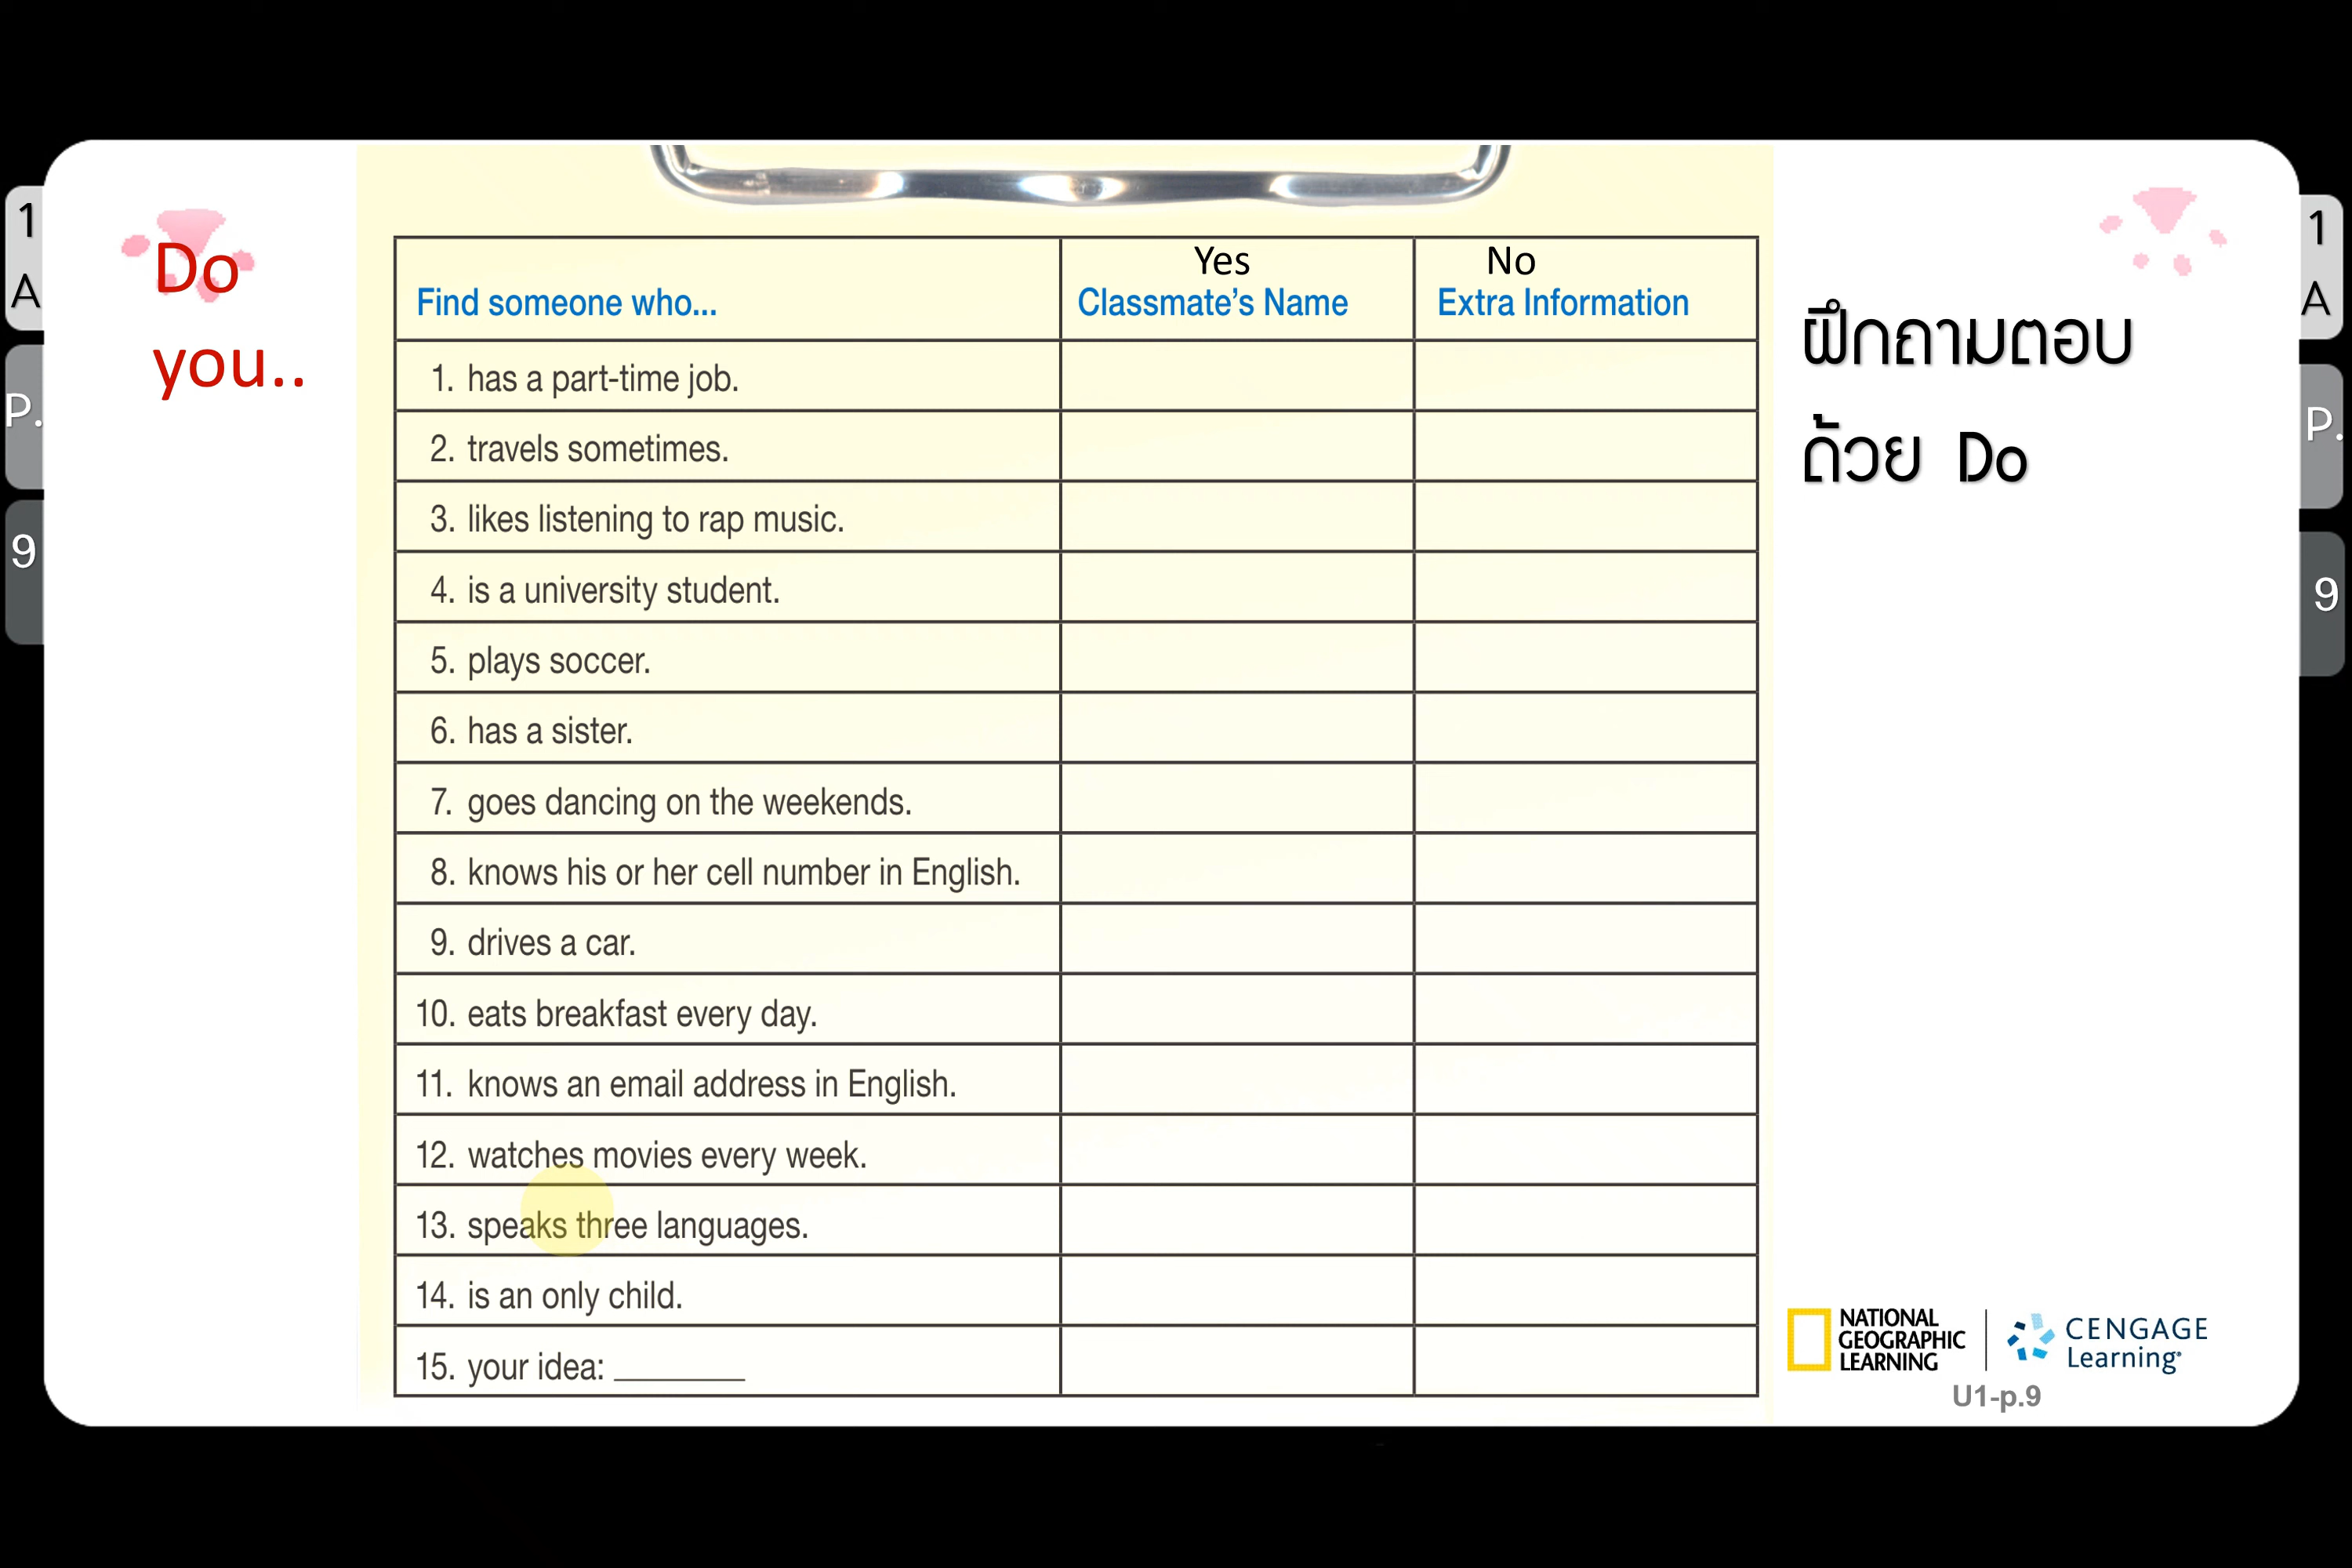 1
A
P.
9
Do
you..
Yes
No
Find someone who...
Classmate's Name
Extra Information
1. has a part-time job.
2. travels sometimes.
3. likes listening to rap music.
4. is a university student.
5. plays soccer.
6. has a sister.
7. goes dancing on the weekends.
8. knows his or her cell number in English.
9. drives a car.
10. eats breakfast every day.
11. knows an email address in English.
12. watches movies every week.
13. speaks three languages.
14. is an only child.
15. your idea: ________
ฝึกถามตอบ
ด้วย Do
1
A
P.
9
NATIONAL
GEOGRAPHIC
LEARNING
CENGAGE
Learning
U1-p.9